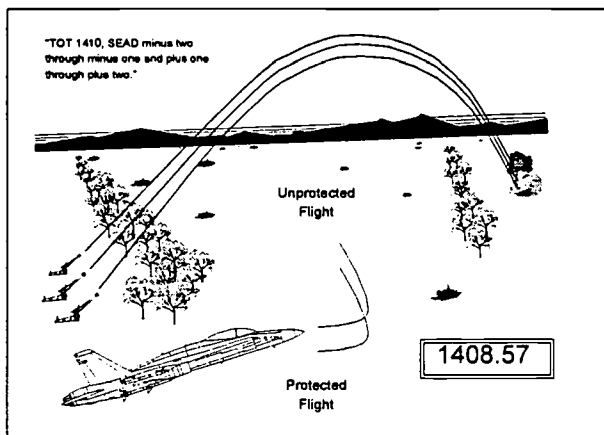 "TOT 1410, SEAD minus two
through minus one and plus one
through plus two."
Unprotected
Flight
1408.57
Protected
Flight